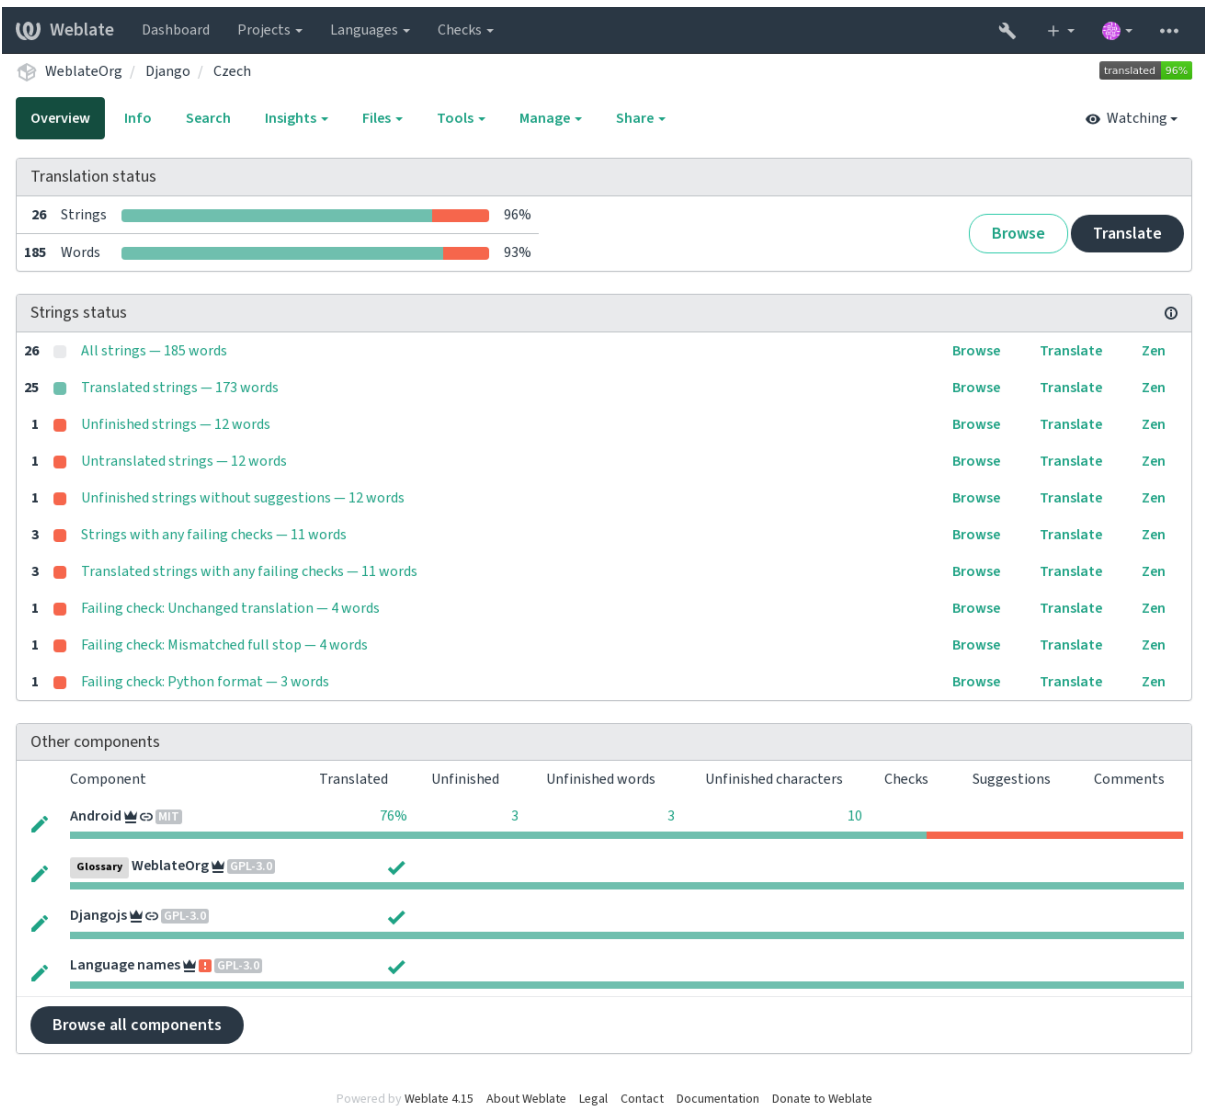 Weblate Dashboard Projects Languages Checks
WeblateOrg / Django / Czech translated 96%
Overview Info Search Insights Files Tools Manage Share Watching
Translation status
26 Strings 96%
185 Words 93%
Browse Translate
Strings status
26 All strings — 185 words Browse Translate Zen
25 Translated strings — 173 words Browse Translate Zen
1 Unfinished strings — 12 words Browse Translate Zen
1 Untranslated strings — 12 words Browse Translate Zen
1 Unfinished strings without suggestions — 12 words Browse Translate Zen
3 Strings with any failing checks — 11 words Browse Translate Zen
3 Translated strings with any failing checks — 11 words Browse Translate Zen
1 Failing check: Unchanged translation — 4 words Browse Translate Zen
1 Failing check: Mismatched full stop — 4 words Browse Translate Zen
1 Failing check: Python format — 3 words Browse Translate Zen
Other components
Component Translated Unfinished Unfinished words Unfinished characters Checks Suggestions Comments
Android MIT 76% 3 3 10
Glossary WeblateOrg GPL-3.0
Djangojs GPL-3.0
Language names GPL-3.0
Browse all components
Powered by Weblate 4.15 About Weblate Legal Contact Documentation Donate to Weblate